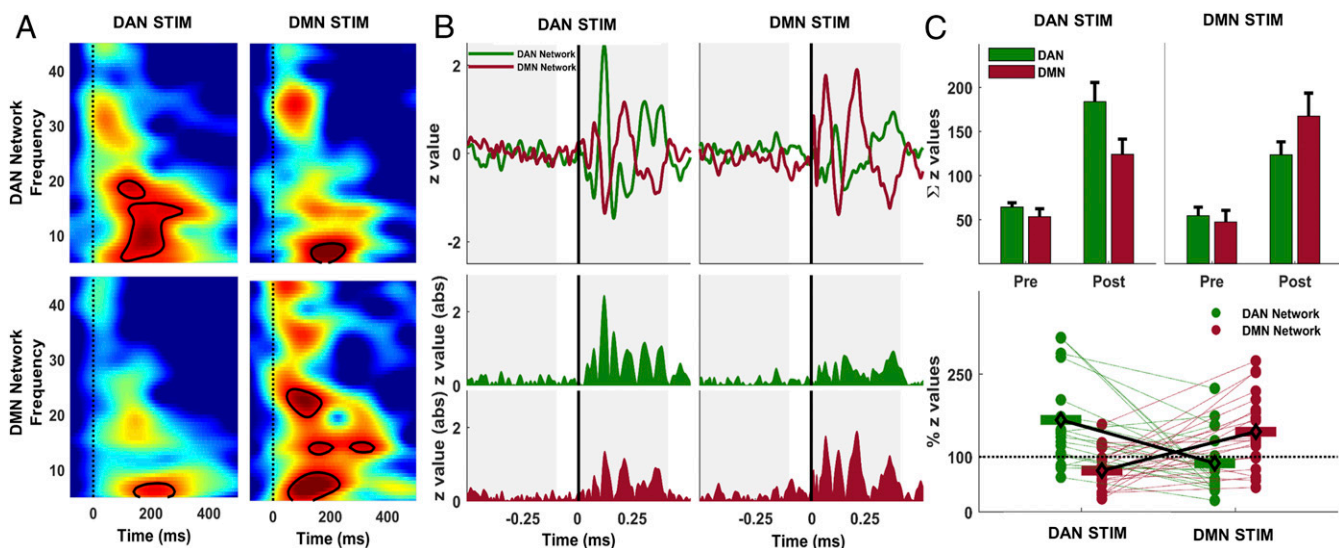 A
DAN STIM
DMN STIM
DAN Network
Frequency
40
30
20
10
DMN Network
Frequency
40
30
20
10
0
200
400
0
200
400
Time (ms)
Time (ms)
B
DAN STIM
DMN STIM
DAN Network
DMN Network
z value
2
0
-2
z value (abs)
2
0
z value (abs)
2
0
-0.25
0
0.25
-0.25
0
0.25
Time (ms)
Time (ms)
C
DAN STIM
DMN STIM
DAN
DMN
Σ z values
200
150
100
50
Pre
Post
Pre
Post
DAN Network
DMN Network
% z values
250
100
0
DAN STIM
DMN STIM